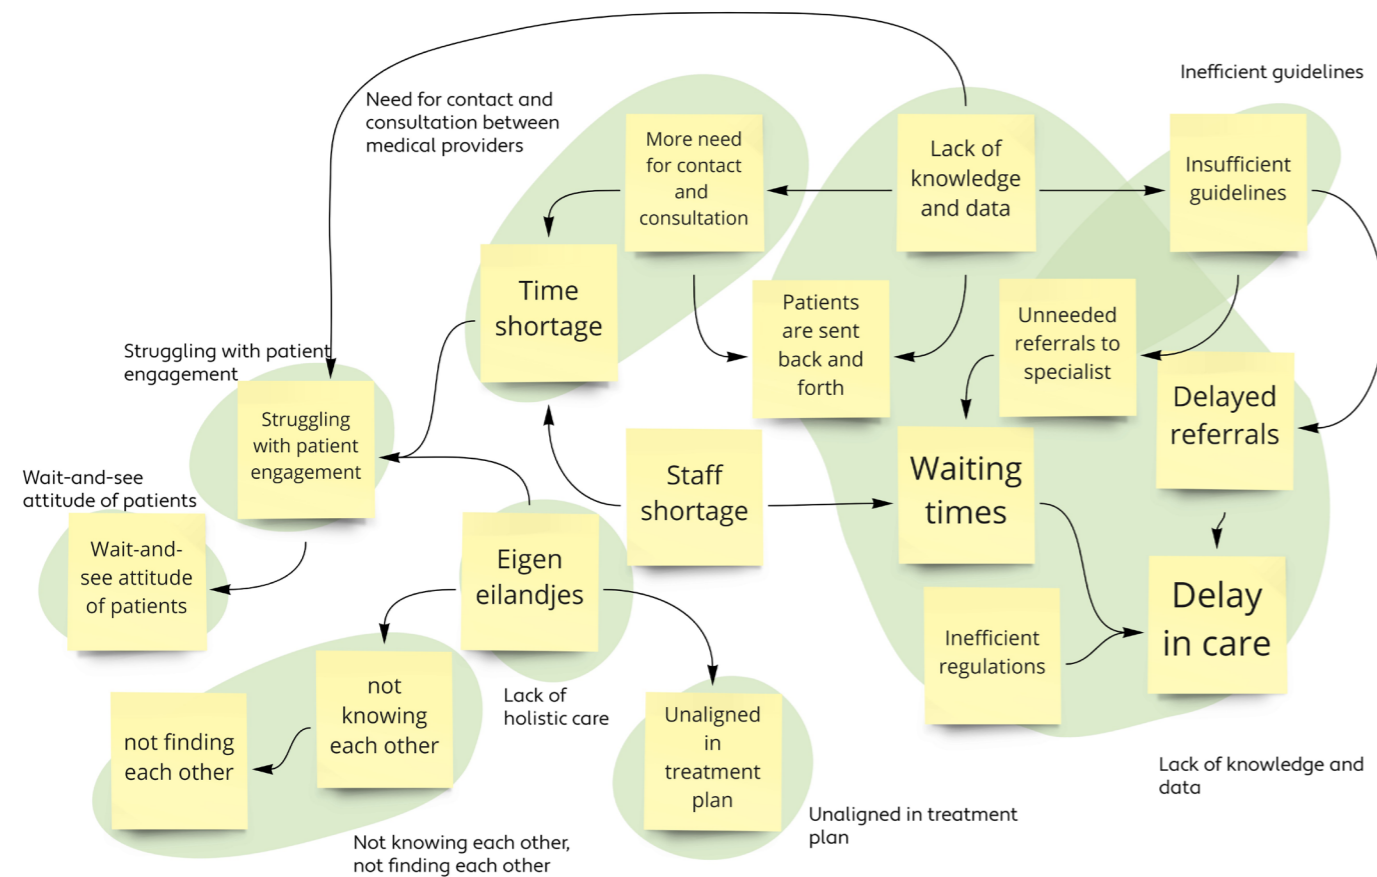 Inefficient guidelines
Need for contact and
consultation between
medical providers
More need
for contact
and
consultation
Lack of
knowledge
and data
Insufficient
guidelines
Time
shortage
Patients
are sent
back and
forth
Unneeded
referrals to
specialist
Delayed
referrals
Struggling with patient
engagement
Struggling
with patient
engagement
Staff
shortage
Waiting
times
Wait-and-see
attitude of patients
Wait-and-
see attitude
of patients
Eigen
eilandjes
Delay
in care
Inefficient
regulations
not
knowing
each other
Lack of
holistic care
Unaligned
in
treatment
plan
not finding
each other
Lack of knowledge and
data
Unaligned in treatment
plan
Not knowing each other,
not finding each other